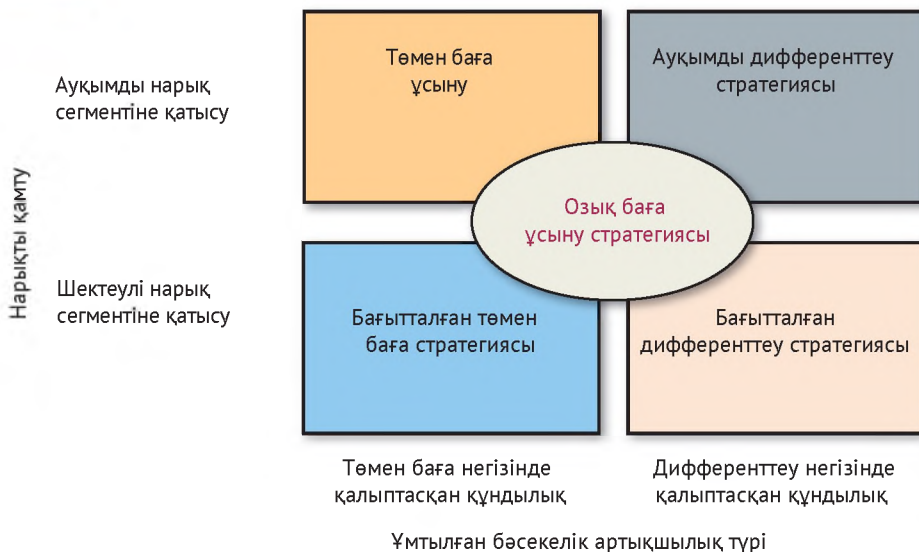 Төмен баға
ұсыну
Ауқымды дифференттеу
стратегиясы
Ауқымды нарық
сегментіне қатысу
Нарықты қамту
Озық баға
ұсыну стратегиясы
Шектеулі нарық
сегментіне қатысу
Бағытталған төмен
баға стратегиясы
Бағытталған
дифференттеу стратегиясы
Төмен баға негізінде
қалыптасқан құндылық
Дифференттеу негізінде
қалыптасқан құндылық
Ұмтылған бәсекелік артықшылық түрі